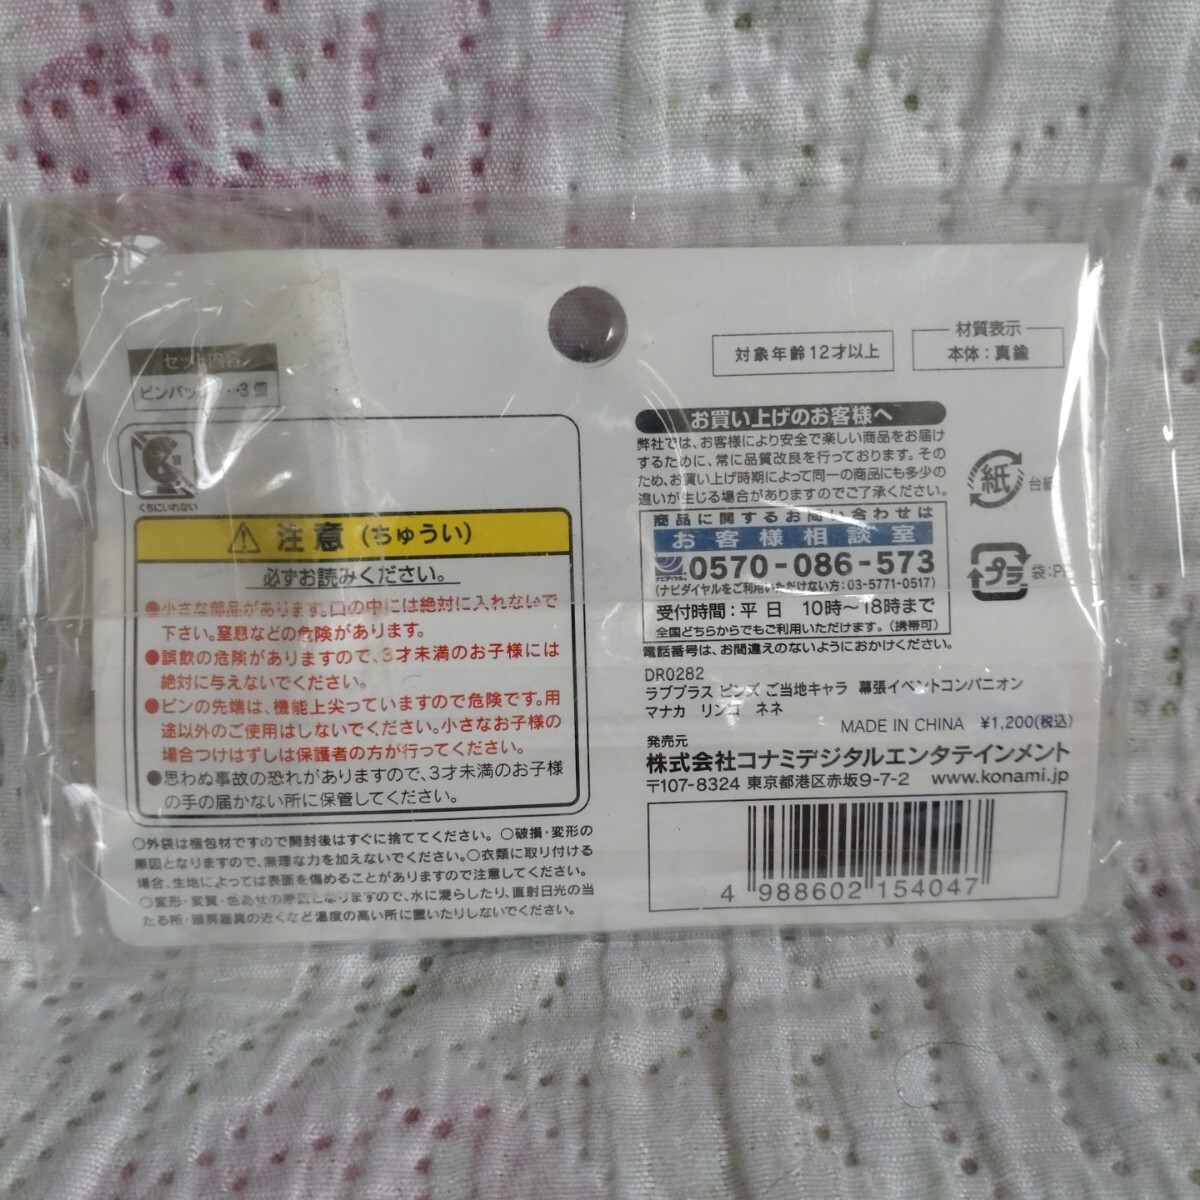 セット内容
ピンバッジ・・3個
くちにいれない
注意(ちゅうい)
必ずお読みください。
●小さな部品があります。口の中には絶対に入れないで
下さい。窒息などの危険があります。
●誤飲の危険がありますので、3才未満のお子様には
絶対に与えないでください。
●ピンの先端は、機能上尖っていますので危険です。用
途以外のご使用はしないでください。小さなお子様の
場合つけはずしは保護者の方が行ってください。
●思わぬ事故の恐れがありますので、3才未満のお子様
の手の届かない所に保管してください。
○外袋は梱包材ですので開封後はすぐに捨ててください。○破損・変形の
原因となりますので、無理な力を加えないでください。○衣類に取り付ける
場合、生地によっては表面を傷めることがありますので注意してください。
○変形・変質・色あせの原因となりますので、水に濡らしたり、直射日光の当
たる所・暖房器具の近くなど温度の高い所に置いたりしないでください。
対象年齢12才以上
材質表示
本体:真鍮
お買い上げのお客様へ
弊社では、お客様により安全で楽しい商品をお届け
するために、常に品質改良を行っております。その
ため、お買い上げ時期によって同一の商品にも多少の
違いが生じる場合がありますのでご了承ください。
商品に関するお問い合わせは
お客様相談室
ナビダイヤル 0570-086-573
(ナビダイヤルをご利用いただけない方:03-5771-0517)
受付時間:平日 10時〜18時まで
全国どちらからでもご利用いただけます。(携帯可)
電話番号は、お間違えのないようにおかけください。
紙 台紙
プラ 袋:PE
DR0282
ラブプラス ピンズ ご当地キャラ 幕張イベントコンパニオン
マナカ リンコ ネネ
MADE IN CHINA ¥1,200(税込)
発売元
株式会社コナミデジタルエンタテインメント
〒107-8324 東京都港区赤坂9-7-2 www.konami.jp
4 988602 154047